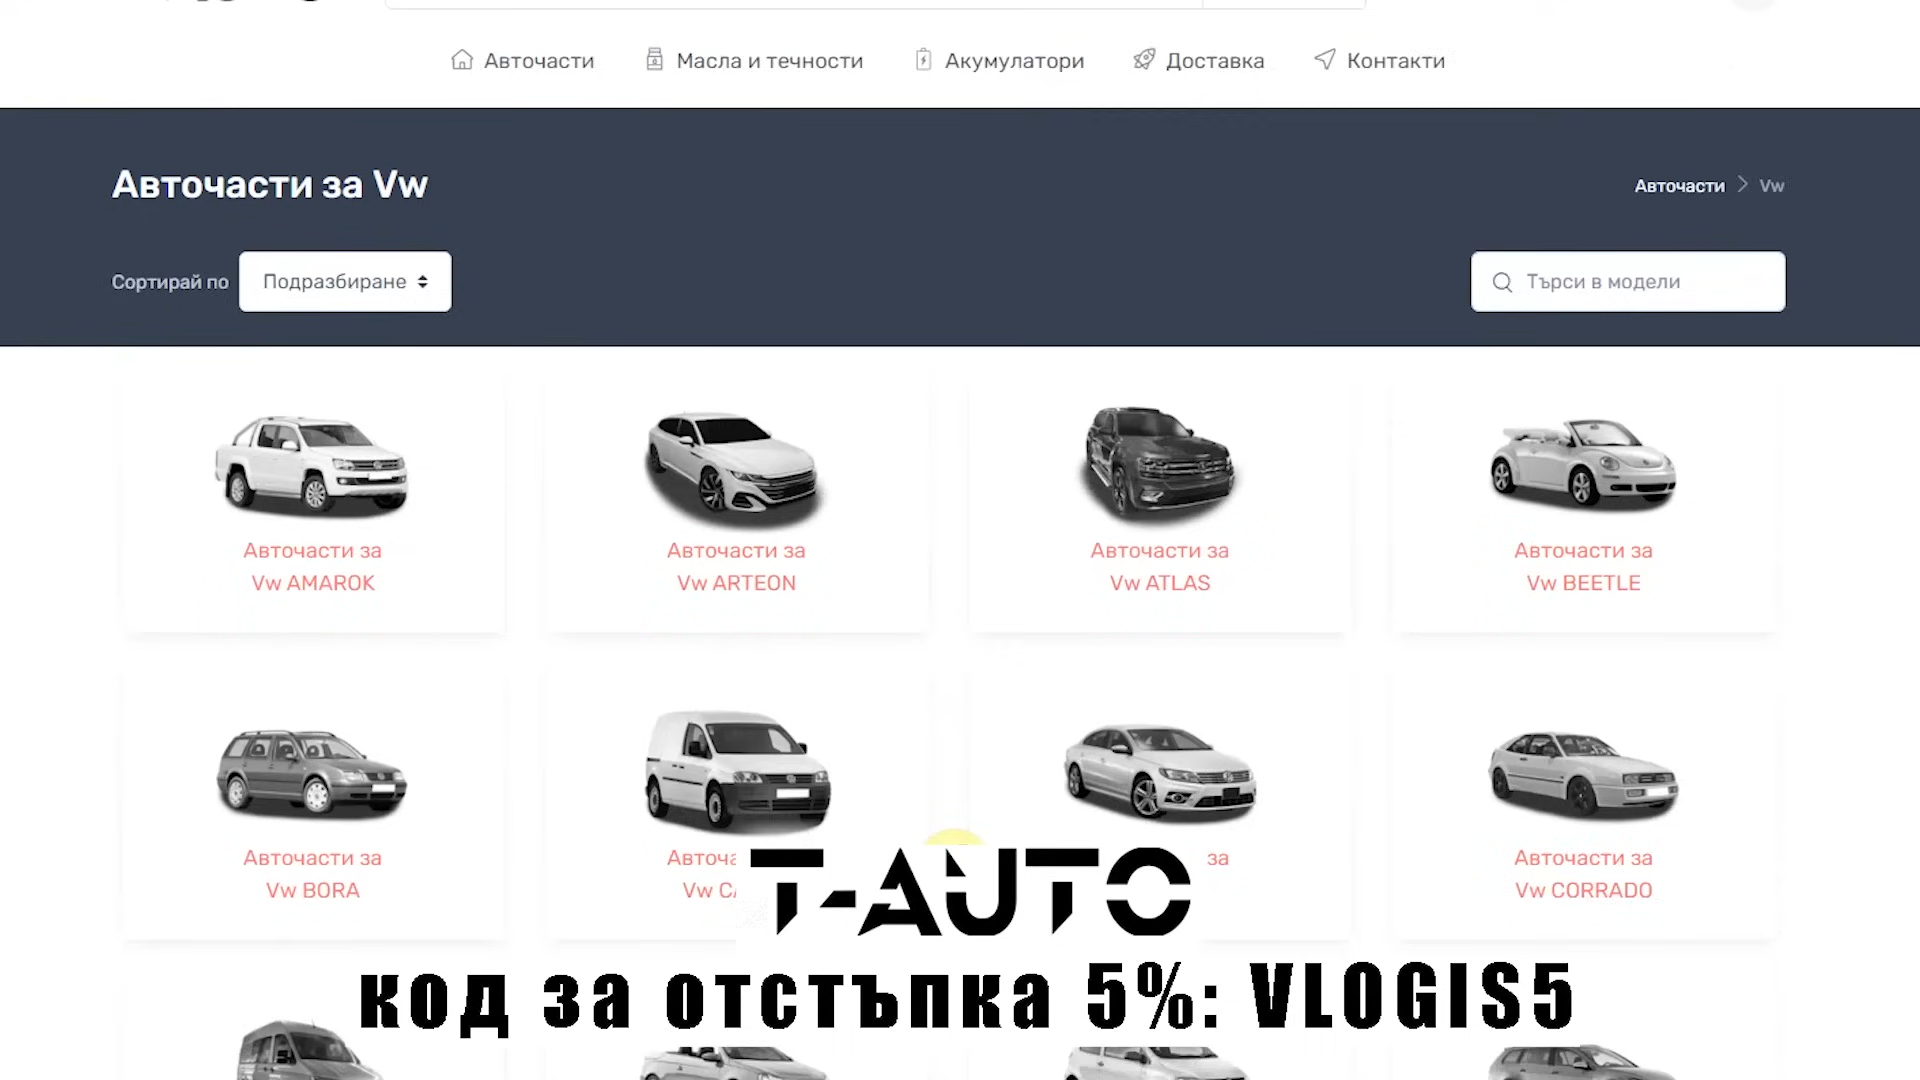 Авточасти
Масла и течности
Акумулатори
Доставка
Контакти
Авточасти за Vw
Авточасти
Vw
Сортирай по
Подразбиране
Търси в модели
Авточасти за
Vw AMAROK
Авточасти за
Vw ARTEON
Авточасти за
Vw ATLAS
Авточасти за
Vw BEETLE
Авточасти за
Vw BORA
за
Авточасти за
Vw CORRADO
T-AUTO
код за отстъпка 5%: VLOGIS5